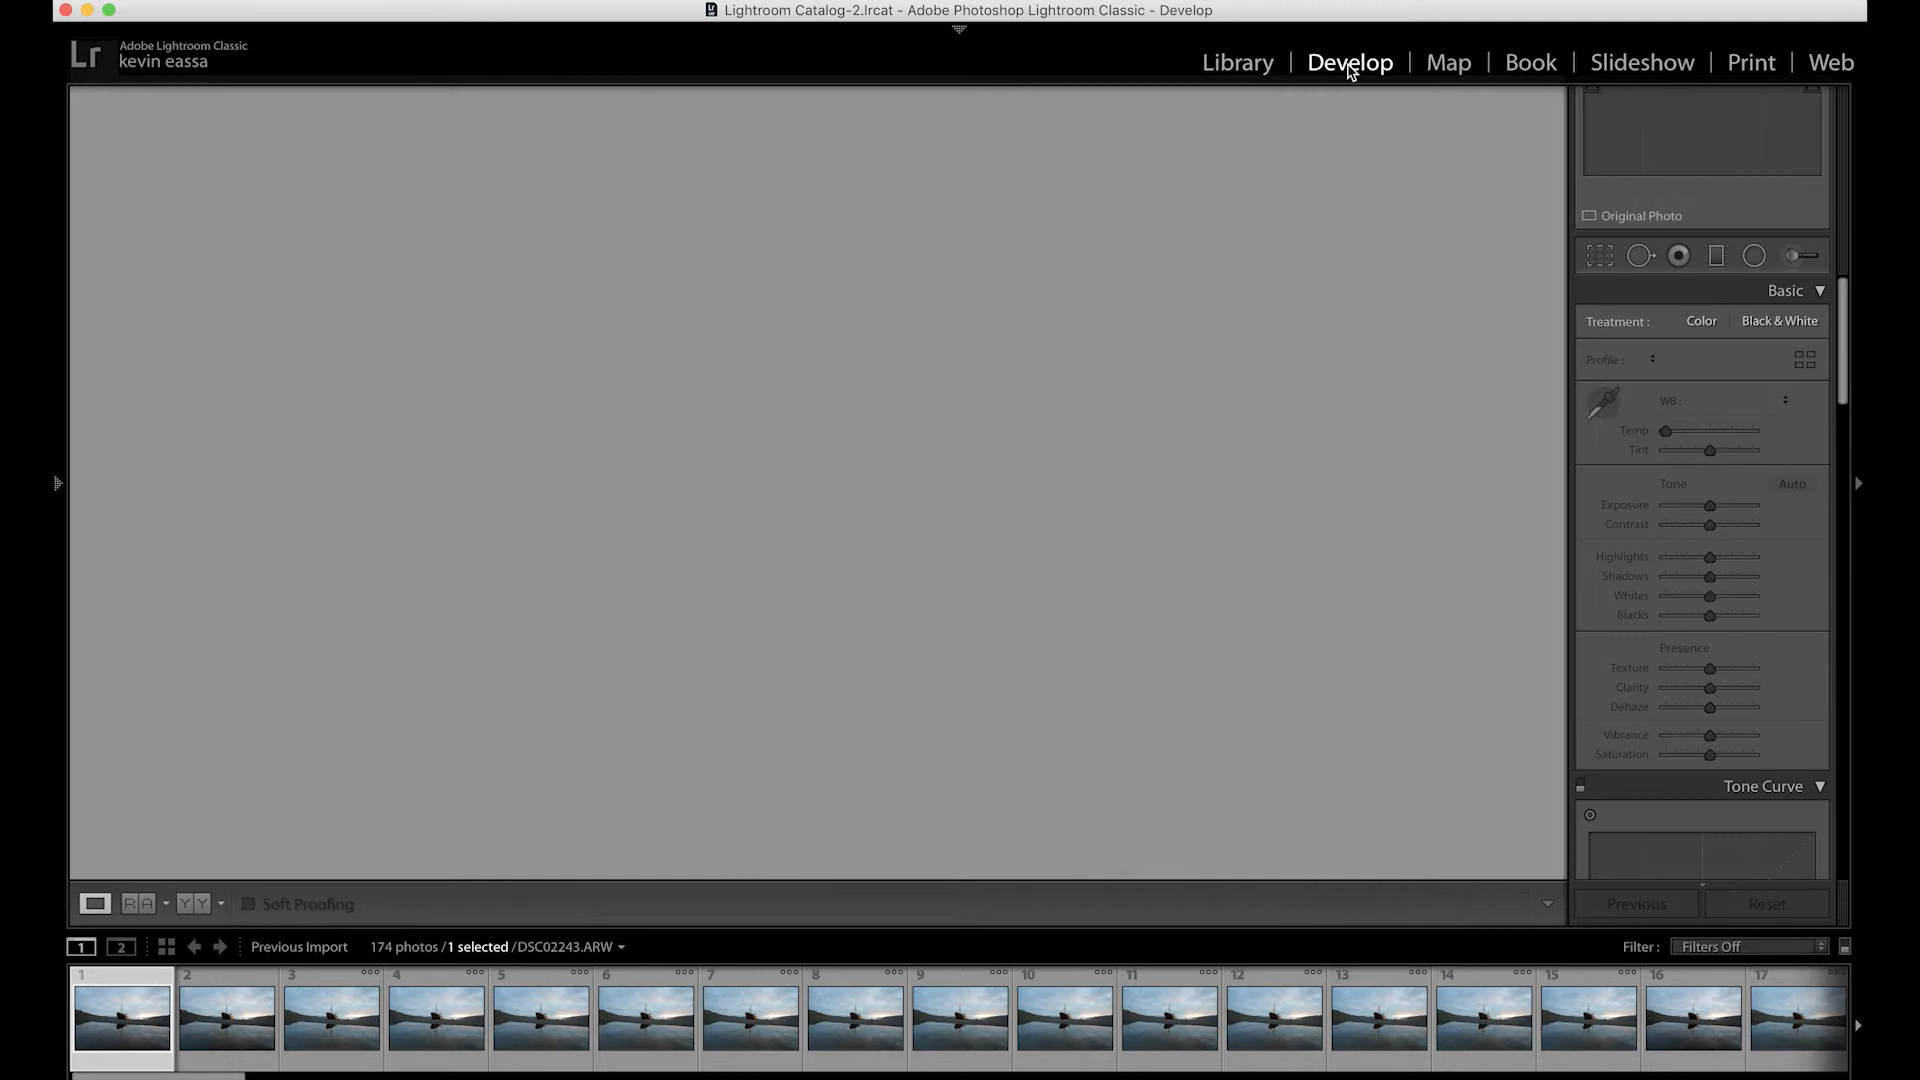 Lightroom Catalog-2.lrcat - Adobe Photoshop Lightroom Classic - Develop
Lr
Adobe Lightroom Classic
kevin eassa
Library | Develop | Map | Book | Slideshow | Print | Web
Original Photo
Basic
Treatment : Color Black & White
Profile :
WB :
Temp
Tint
Tone Auto
Exposure
Contrast
Highlights
Shadows
Whites
Blacks
Presence
Texture
Clarity
Dehaze
Vibrance
Saturation
Tone Curve
R A Y Y Soft Proofing
Previous Reset
1 2 Previous Import 174 photos / 1 selected / DSC02243.ARW Filter : Filters Off
1 2 3 4 5 6 7 8 9 10 11 12 13 14 15 16 17